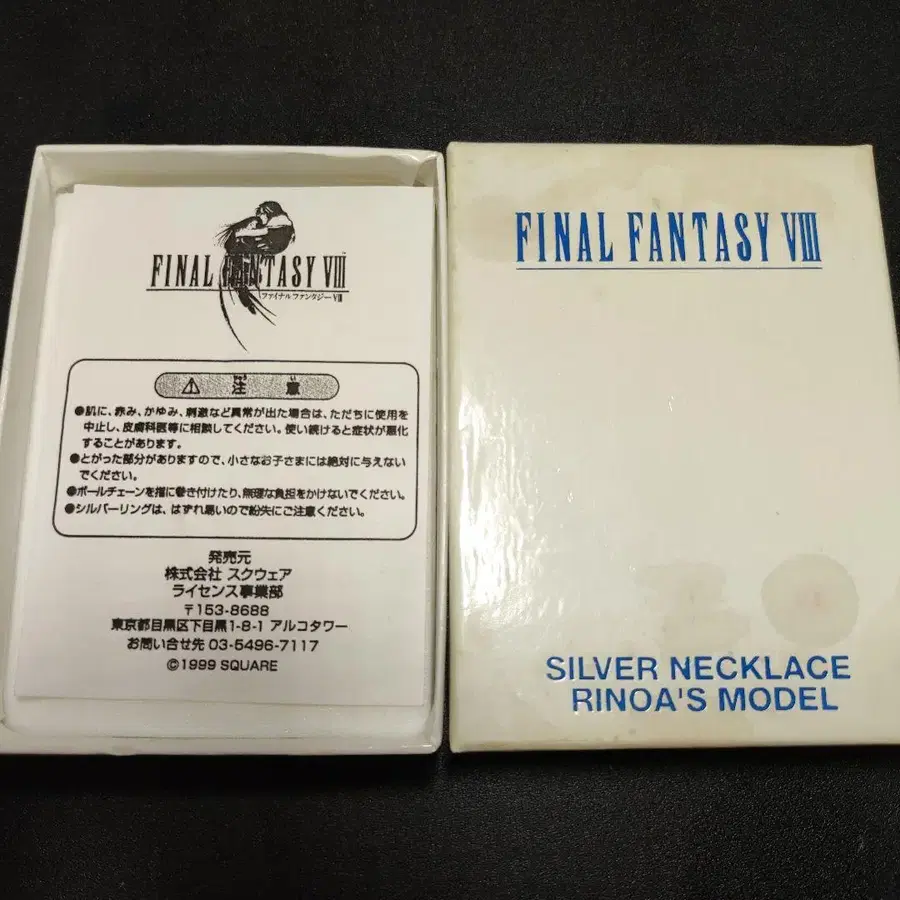 FINAL FANTASY VIII
ファイナルファンタジーVIII
⚠ 注意
●肌に、赤み、かゆみ、刺激など異常が出た場合は、ただちに使用を
中止し、皮膚科医等に相談してください。使い続けると症状が悪化
することがあります。
●とがった部分がありますので、小さなお子さまには絶対に与えない
でください。
●ボールチェーンを指に巻き付けたり、無理な負担をかけないでください。
●シルバーリングは、はずれ易いので紛失にご注意ください。
発売元
株式会社 スクウェア
ライセンス事業部
〒153-8688
東京都目黒区下目黒1-8-1 アルコタワー
お問い合せ先 03-5496-7117
©1999 SQUARE
FINAL FANTASY VIII
SILVER NECKLACE
RINOA'S MODEL